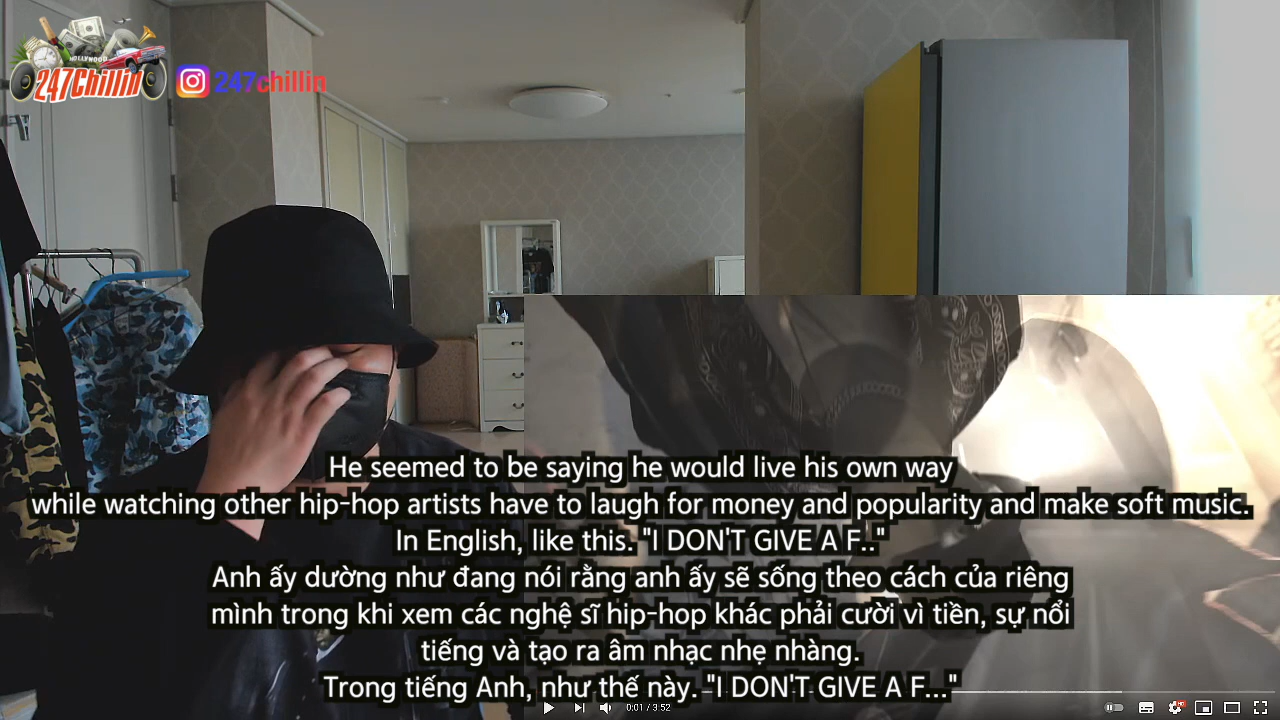 HOLLYWOOD
247Chillin
247chillin
He seemed to be saying he would live his own way
while watching other hip-hop artists have to laugh for money and popularity and make soft music.
In English, like this. "I DON'T GIVE A F.."
Anh ấy dường như đang nói rằng anh ấy sẽ sống theo cách của riêng
mình trong khi xem các nghệ sĩ hip-hop khác phải cười vì tiền, sự nổi
tiếng và tạo ra âm nhạc nhẹ nhàng.
Trong tiếng Anh, như thế này. "I DON'T GIVE A F..."
0:01 / 3:52
HD